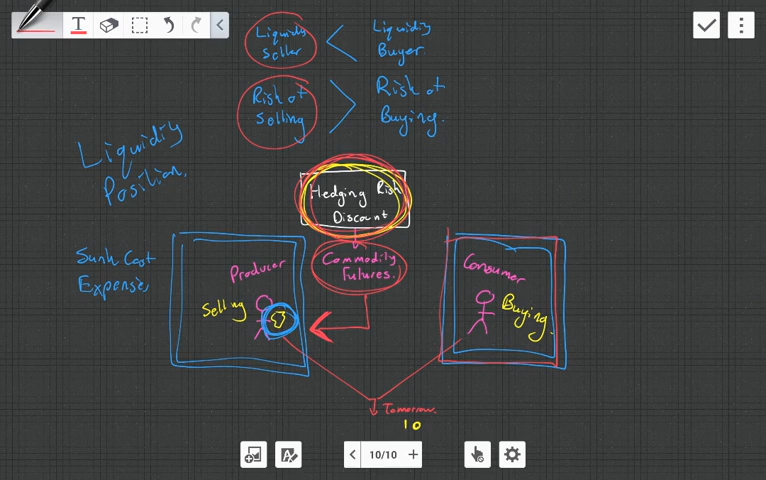 T
Liquidity
Seller
<
Liquidity
Buyer.
Risk of
Selling
>
Risk of
Buying.
Liquidity
Position.
Hedging Risk
Discount
Sunk Cost
Expenses
Producer
Selling
Commodity
Futures.
Consumer
Buying.
Tomorrow.
10
10/10